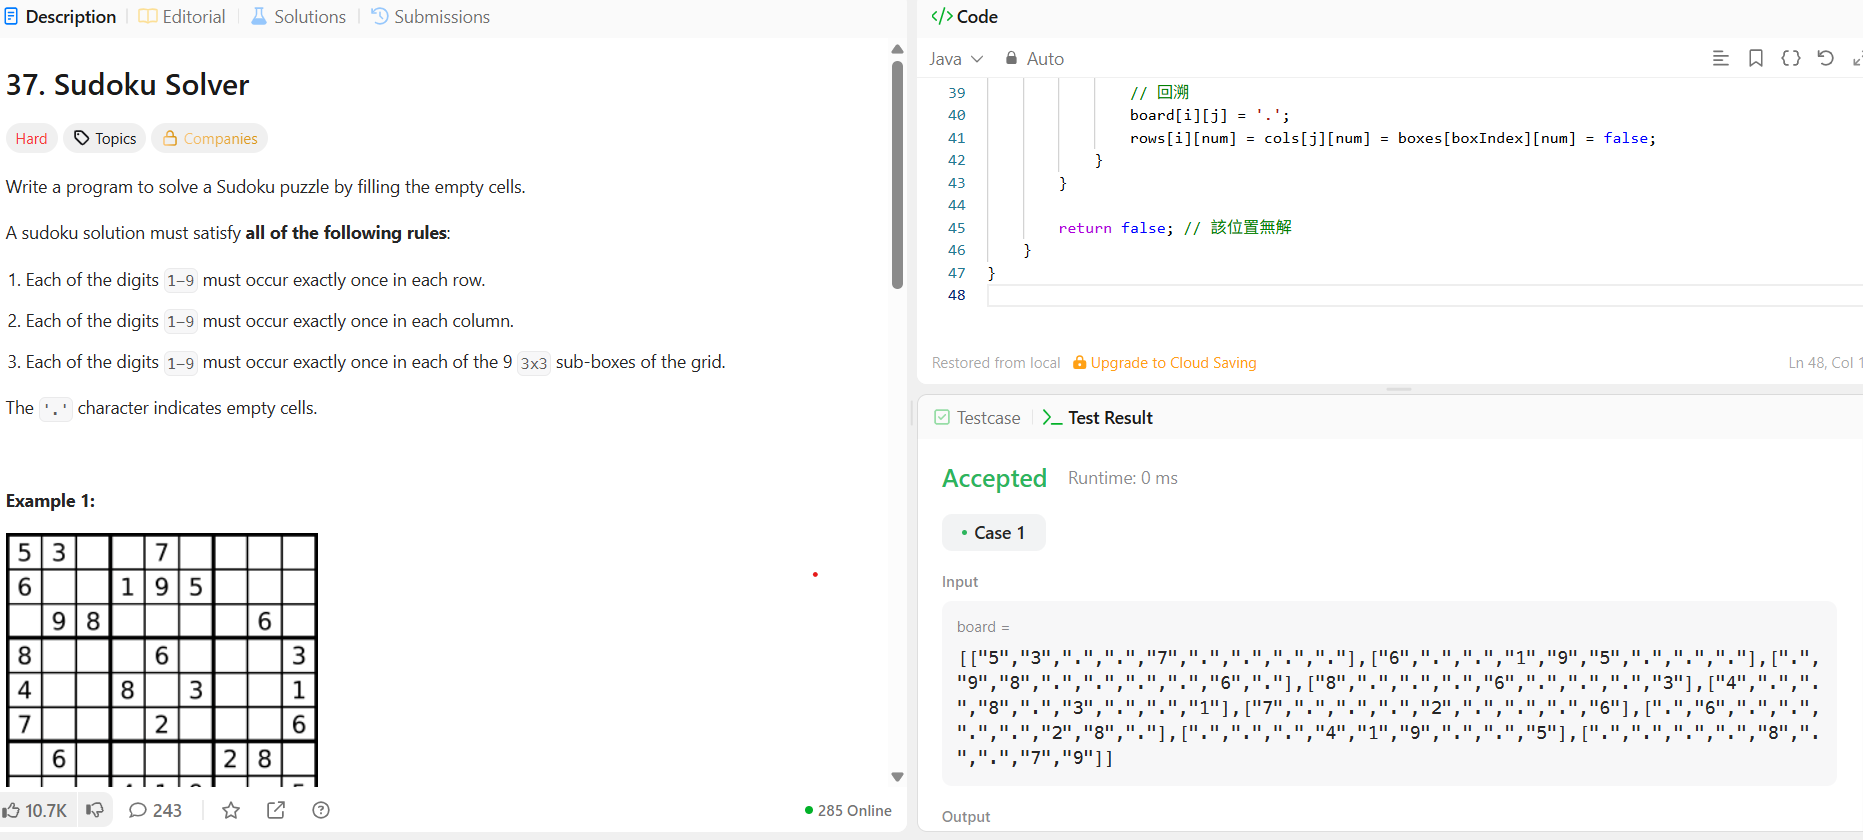 Description | Editorial | Solutions | Submissions
37. Sudoku Solver
Hard Topics Companies
Write a program to solve a Sudoku puzzle by filling the empty cells.
A sudoku solution must satisfy all of the following rules:
1. Each of the digits 1-9 must occur exactly once in each row.
2. Each of the digits 1-9 must occur exactly once in each column.
3. Each of the digits 1-9 must occur exactly once in each of the 9 3x3 sub-boxes of the grid.
The '.' character indicates empty cells.
Example 1:
5 3 7
6 1 9 5
9 8 6
8 6 3
4 8 3 1
7 2 6
6 2 8
10.7K 243
285 Online
</> Code
Java Auto
39 // 回溯
40 board[i][j] = '.';
41 rows[i][num] = cols[j][num] = boxes[boxIndex][num] = false;
42 }
43 }
44
45 return false; // 該位置無解
46 }
47 }
48
Restored from local Upgrade to Cloud Saving Ln 48, Col 1
Testcase | Test Result
Accepted Runtime: 0 ms
• Case 1
Input
board =
[["5","3",".",".","7",".",".",".","."],["6",".",".","1","9","5",".",".","."],[".",
"9","8",".",".",".",".","6","."],["8",".",".",".","6",".",".",".","3"],["4",".",".
","8",".","3",".",".","1"],["7",".",".",".","2",".",".",".","6"],[".","6",".",".",
".",".","2","8","."],[".",".",".","4","1","9",".",".","5"],[".",".",".",".","8",".
",".","7","9"]]
Output